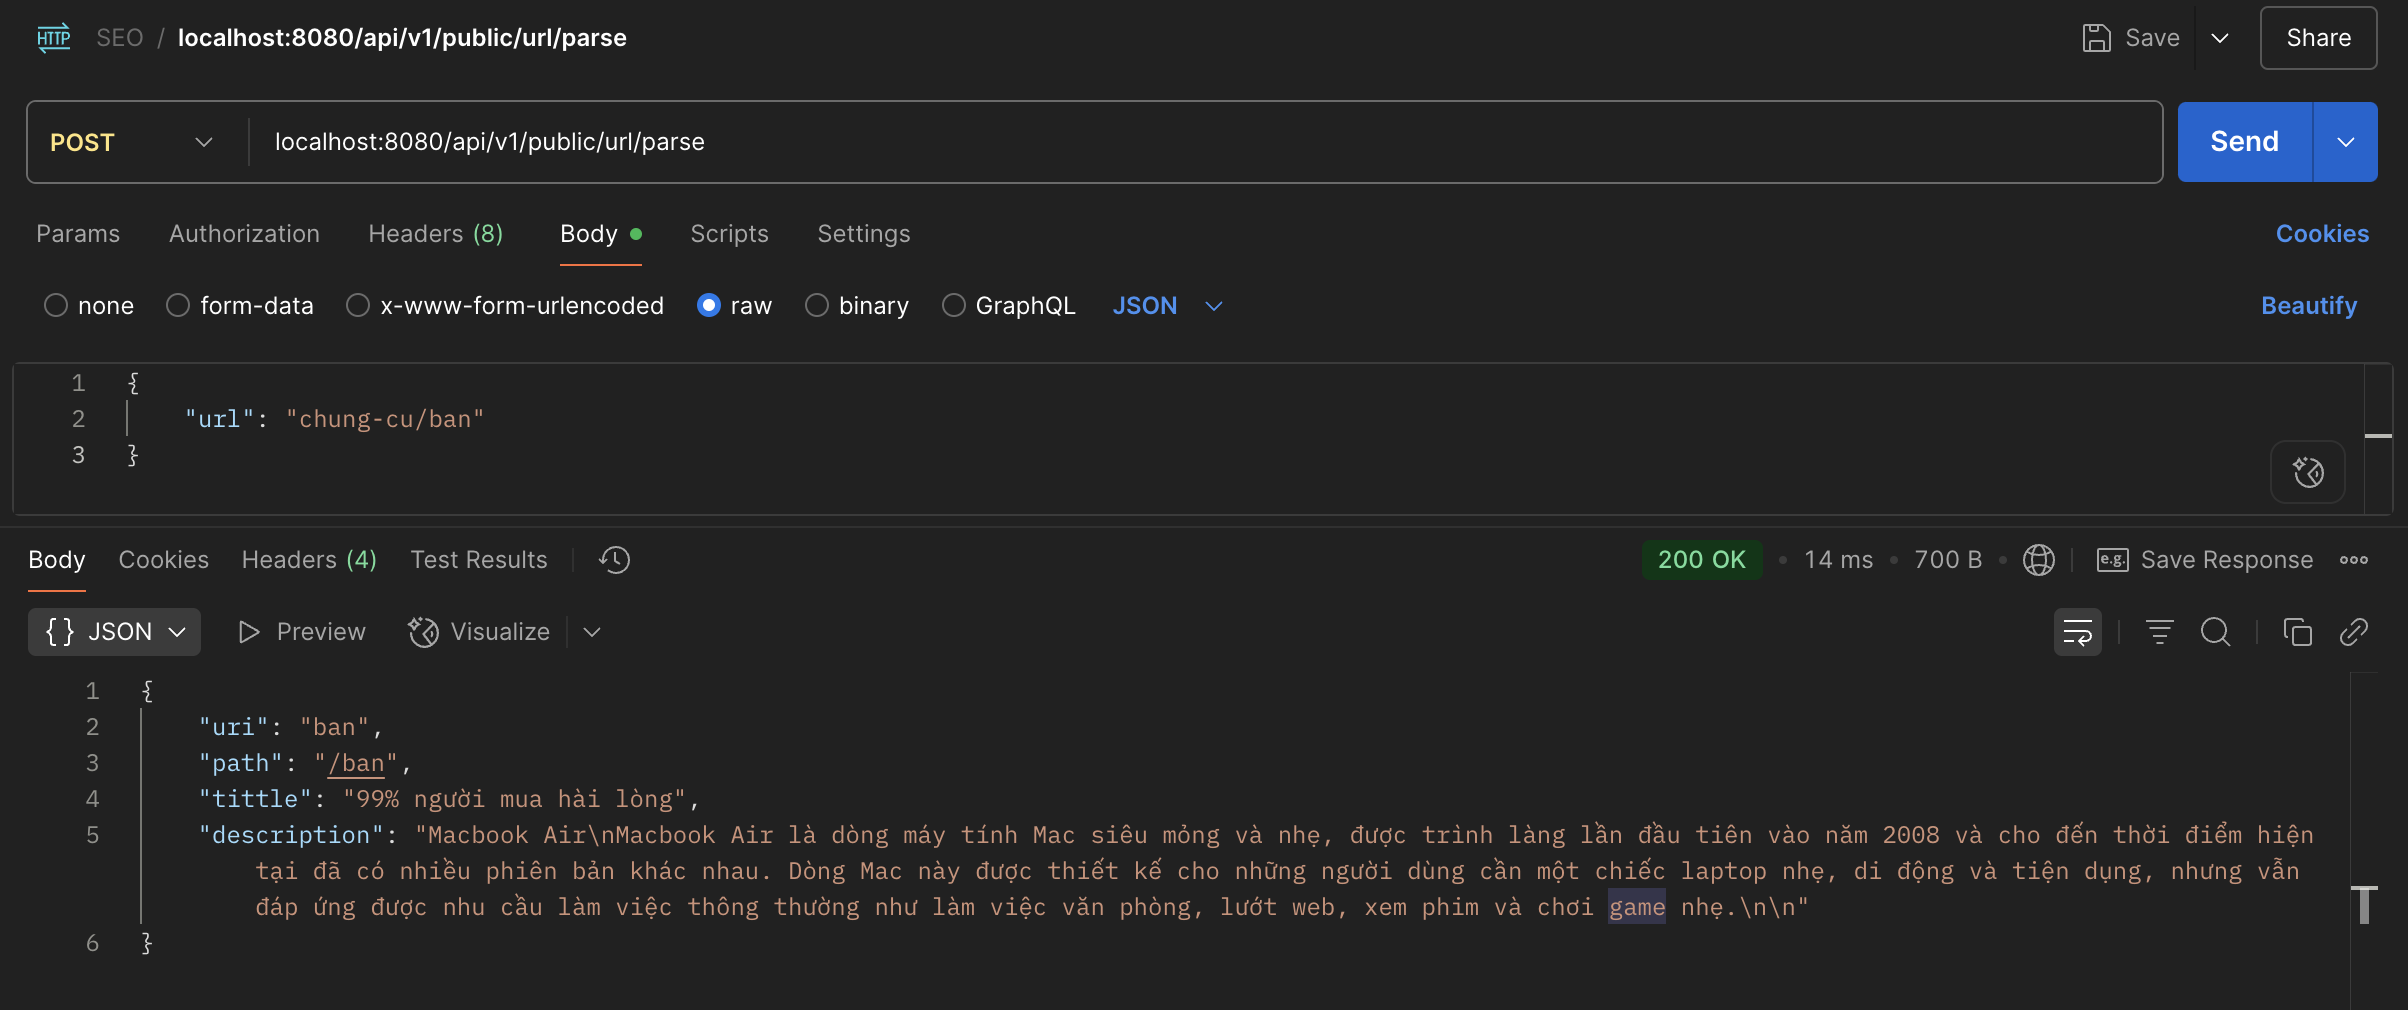 HTTP SEO / localhost:8080/api/v1/public/url/parse Save Share
POST localhost:8080/api/v1/public/url/parse Send
Params Authorization Headers (8) Body Scripts Settings Cookies
none form-data x-www-form-urlencoded raw binary GraphQL JSON Beautify
1 {
2 "url": "chung-cu/ban"
3 }
Body Cookies Headers (4) Test Results 200 OK • 14 ms • 700 B • e.g. Save Response
{} JSON Preview Visualize
1 {
2 "uri": "ban",
3 "path": "/ban",
4 "tittle": "99% người mua hài lòng",
5 "description": "Macbook Air\nMacbook Air là dòng máy tính Mac siêu mỏng và nhẹ, được trình làng lần đầu tiên vào năm 2008 và cho đến thời điểm hiện
tại đã có nhiều phiên bản khác nhau. Dòng Mac này được thiết kế cho những người dùng cần một chiếc laptop nhẹ, di động và tiện dụng, nhưng vẫn
đáp ứng được nhu cầu làm việc thông thường như làm việc văn phòng, lướt web, xem phim và chơi game nhẹ.\n\n"
6 }